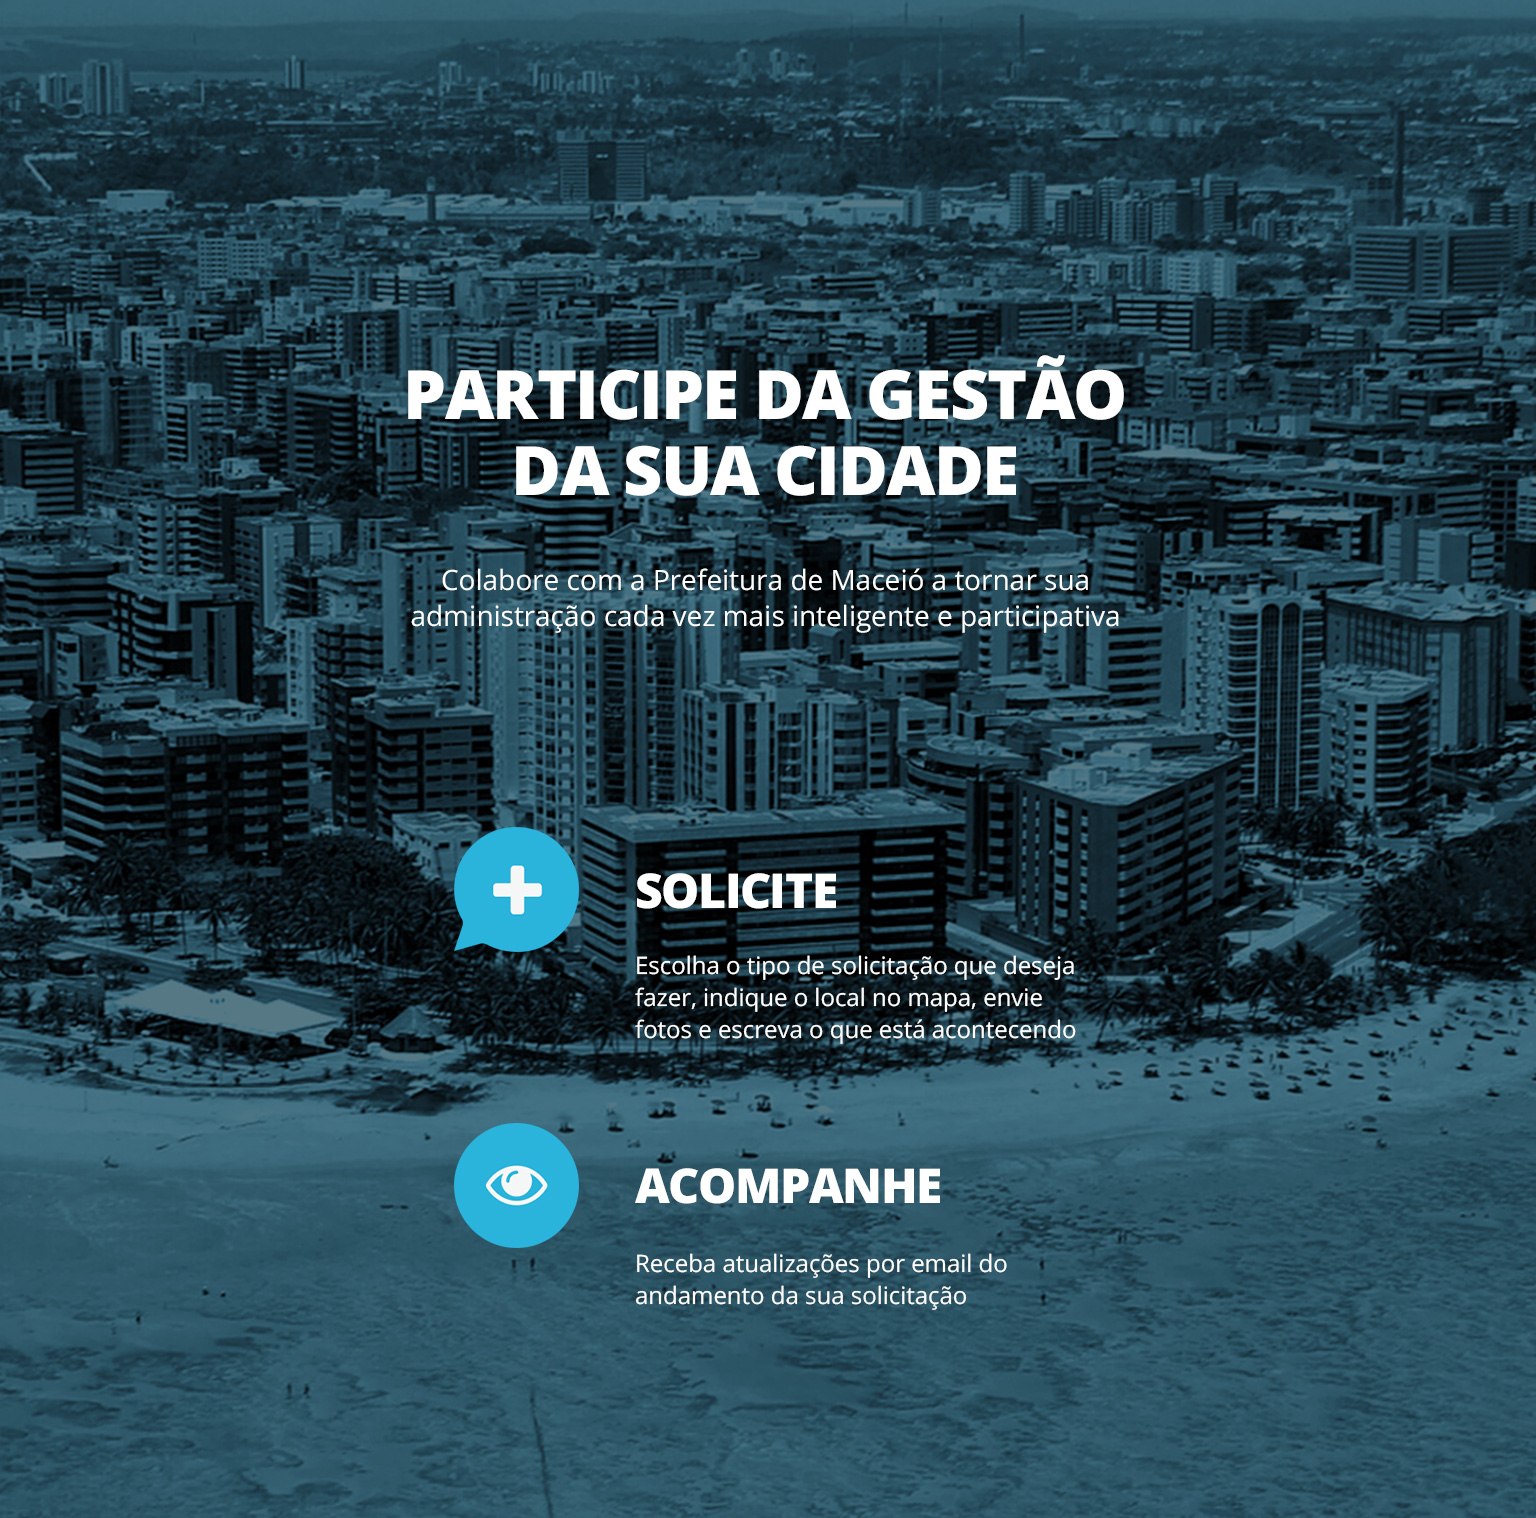 PARTICIPE DA GESTÃO
DA SUA CIDADE
Colabore com a Prefeitura de Maceió a tornar sua
administração cada vez mais inteligente e participativa
SOLICITE
Escolha o tipo de solicitação que deseja
fazer, indique o local no mapa, envie
fotos e escreva o que está acontecendo
ACOMPANHE
Receba atualizações por email do
andamento da sua solicitação